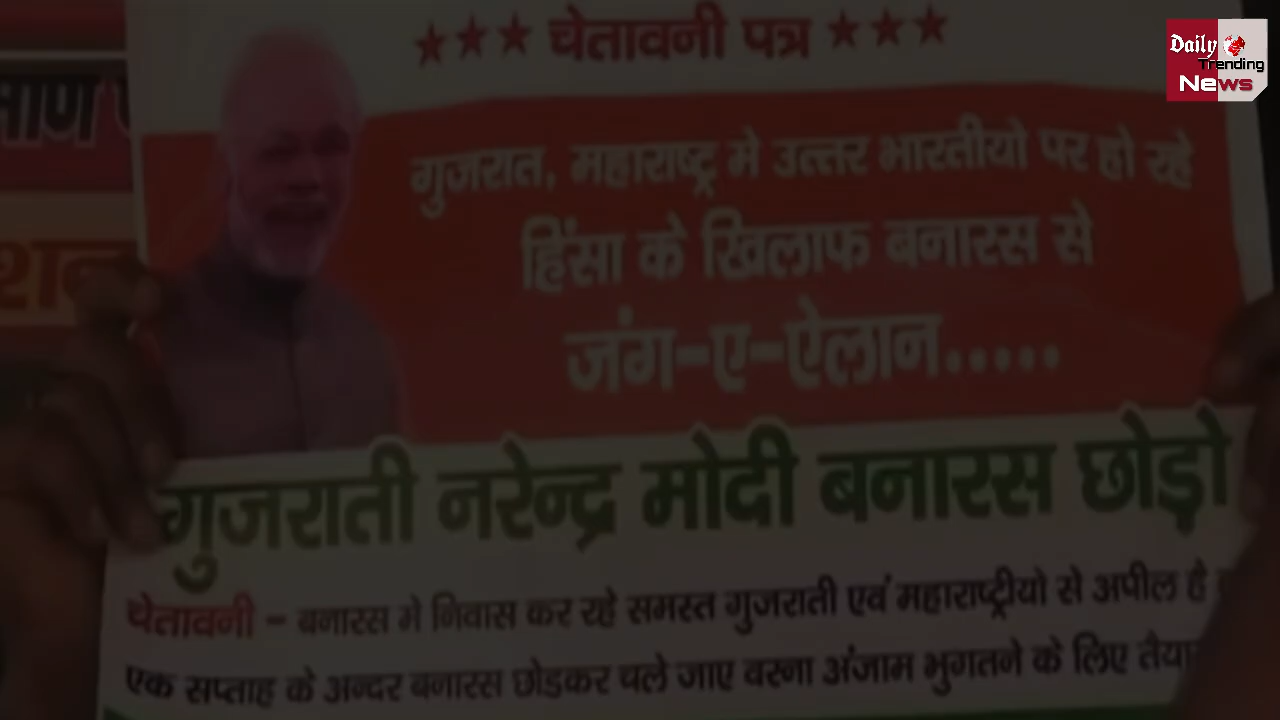 ★★★ चेतावनी पत्र ★★★
गुजरात, महाराष्ट्र मे उत्तर भारतीयो पर हो रहे
हिंसा के खिलाफ बनारस से
जंग-ए-ऐलान.....
गुजराती नरेन्द्र मोदी बनारस छोड़ो
चेतावनी - बनारस मे निवास कर रहे समस्त गुजराती एवं महाराष्ट्रीयो से अपील है
एक सप्ताह के अन्दर बनारस छोडकर चले जाए वरना अंजाम भुगतने के लिए
Daily
Trending
News